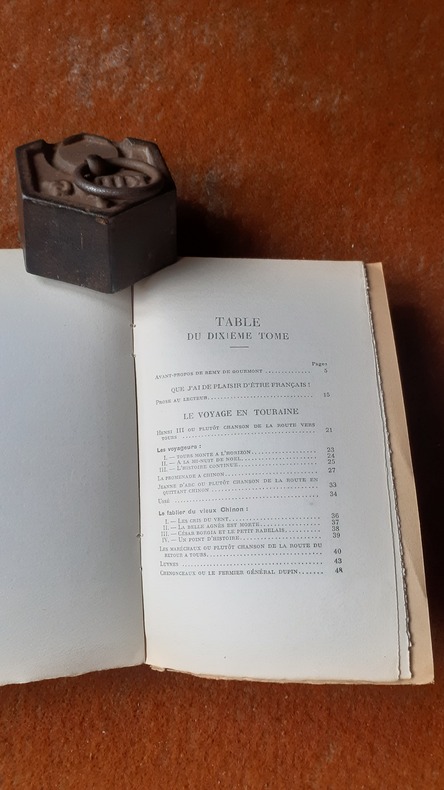 TABLE
DU DIXIÈME TOME
Pages
AVANT-PROPOS DE REMY DE GOURMONT .............. 5
QUE J'AI DE PLAISIR D'ÊTRE FRANÇAIS !
PROSE AU LECTEUR.............................. 15
LE VOYAGE EN TOURAINE
HENRI III OU PLUTÔT CHANSON DE LA ROUTE VERS
TOURS .............................. 21
Les voyageurs :
I. — TOURS MONTE A L'HORIZON .................... 23
II. — A LA MI-NUIT DE NOEL.................... 24
III. — L'HISTOIRE CONTINUE.................... 25
LA PROMENADE A CHINON .................... 27
JEANNE D'ARC OU PLUTÔT CHANSON DE LA ROUTE EN
QUITTANT CHINON .................... 33
USSÉ .................... 34
Le fablier du vieux Chinon :
I. — LES CRIS DU VENT.................... 36
II. — LA BELLE AGNÈS EST MORTE.................... 37
III. — CÉSAR BORGIA ET LE PETIT RABELAIS.................... 38
IV. — UN POINT D'HISTOIRE.................... 39
LES MARÉCHAUX OU PLUTÔT CHANSON DE LA ROUTE DU
RETOUR A TOURS.................... 40
LUYNES .................... 43
CHENONCEAUX OU LE FERMIER GÉNÉRAL DUPIN....... 48